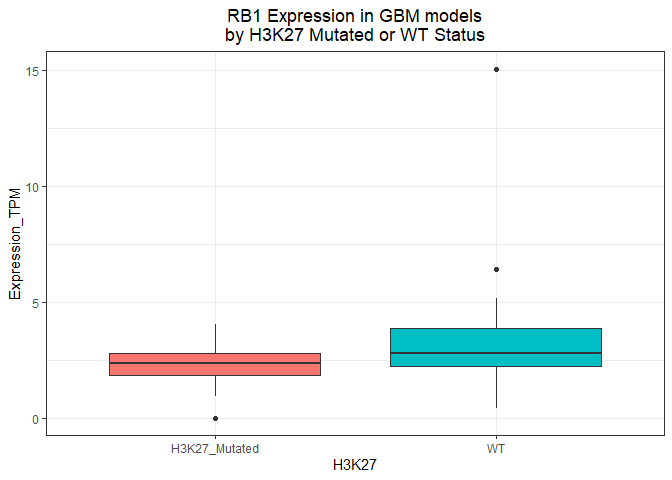 RB1 Expression in GBM models
by H3K27 Mutated or WT Status
15
10
5
0
Expression_TPM
H3K27_Mutated
WT
H3K27